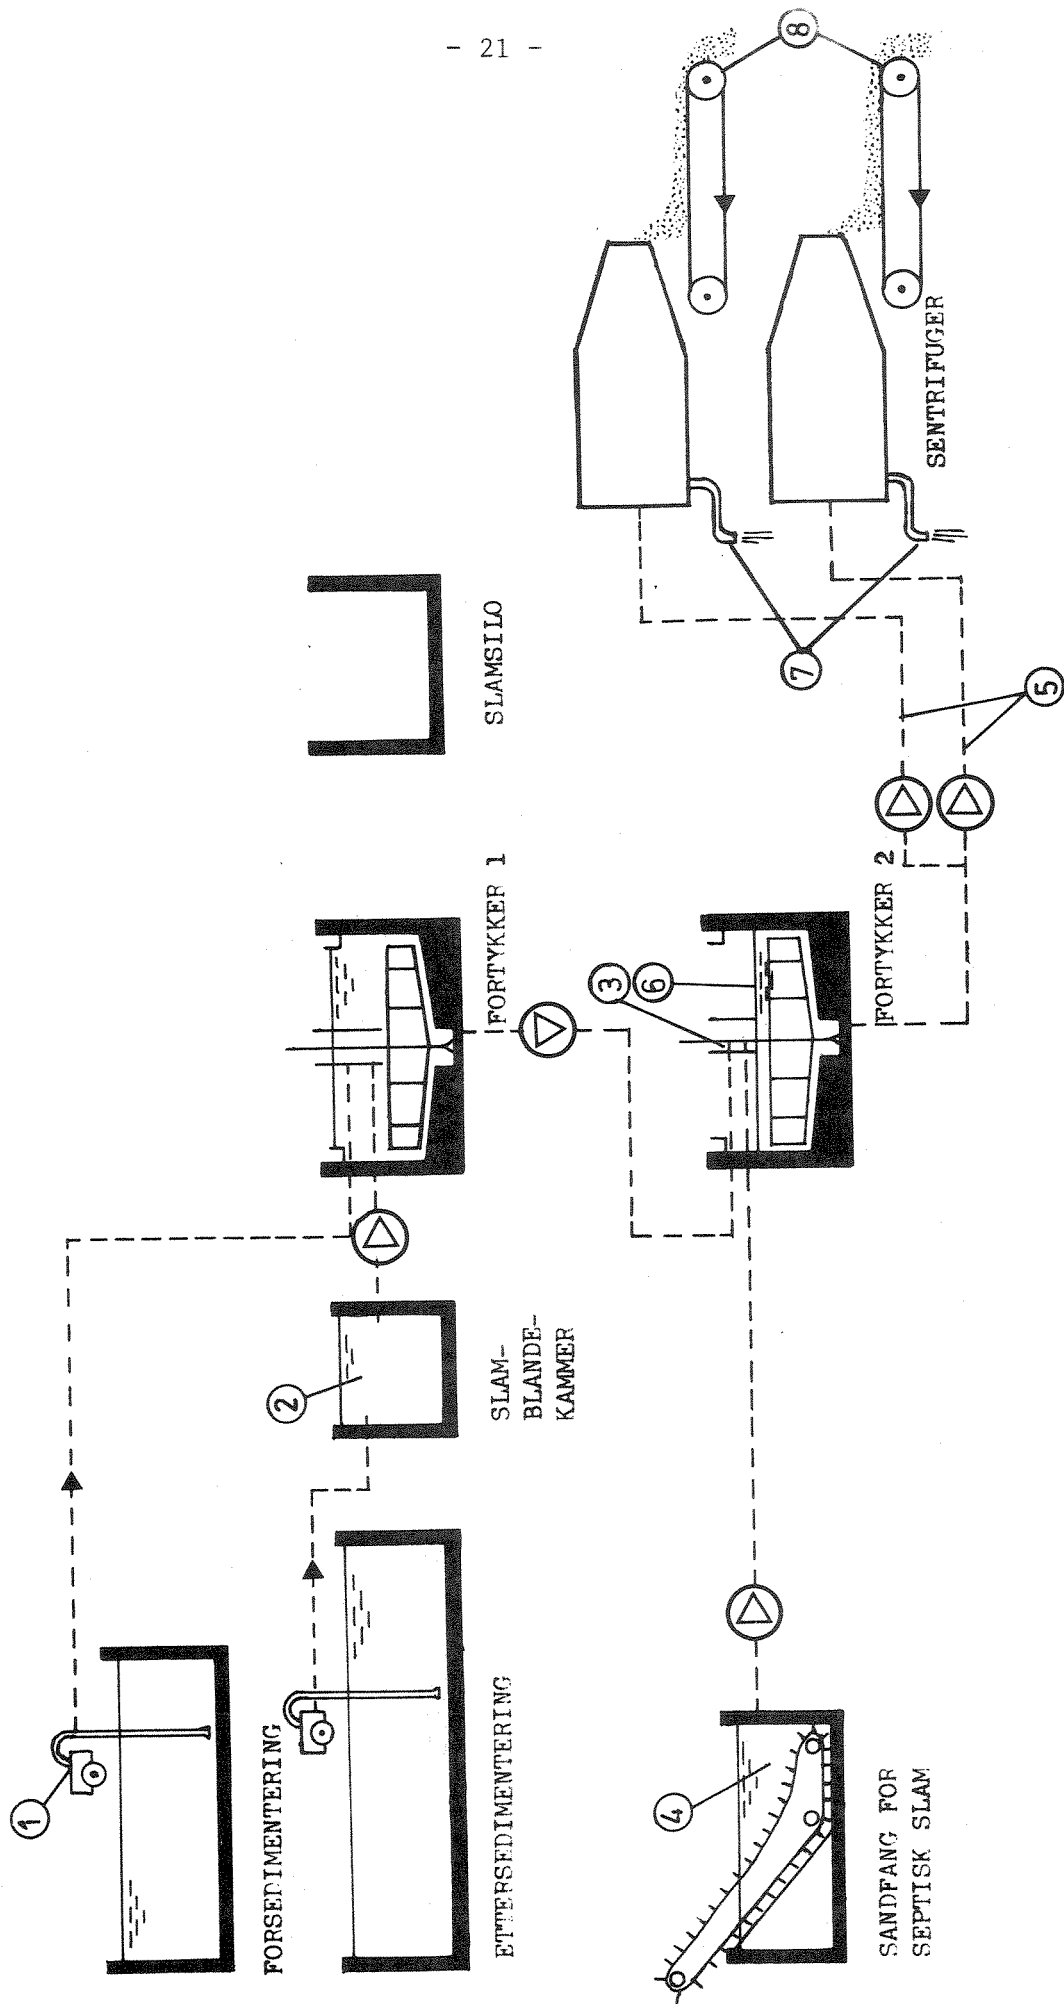 - 21 -
1
FORSEDIMENTERING
ETTERSEDIMENTERING
2
SLAM-
BLANDE-
KAMMER
FORTYKKER 1
SLAMSILO
4
SANDFANG FOR
SEPTISK SLAM
3
6
FORTYKKER 2
5
7
SENTRIFUGER
8